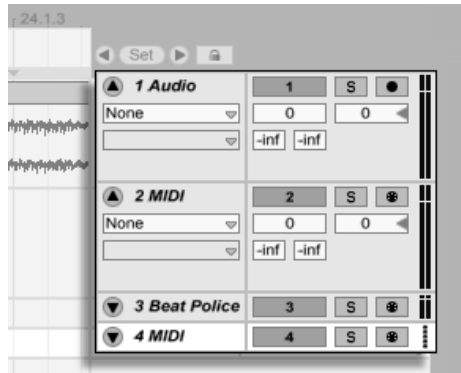 24.1.3
Set
1 Audio 1 S
None 0 0
-inf -inf
2 MIDI 2 S
None 0 0
-inf -inf
3 Beat Police 3 S
4 MIDI 4 S